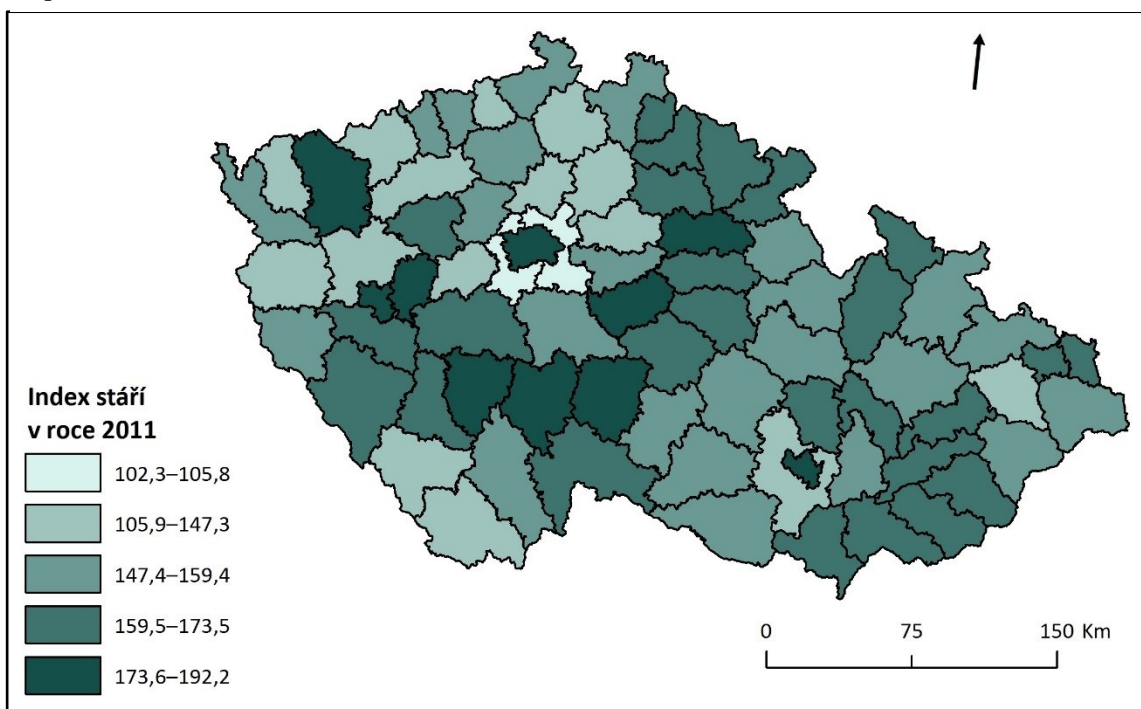 Index stáří
v roce 2011
102,3–105,8
105,9–147,3
147,4–159,4
159,5–173,5
173,6–192,2
0 75 150 Km